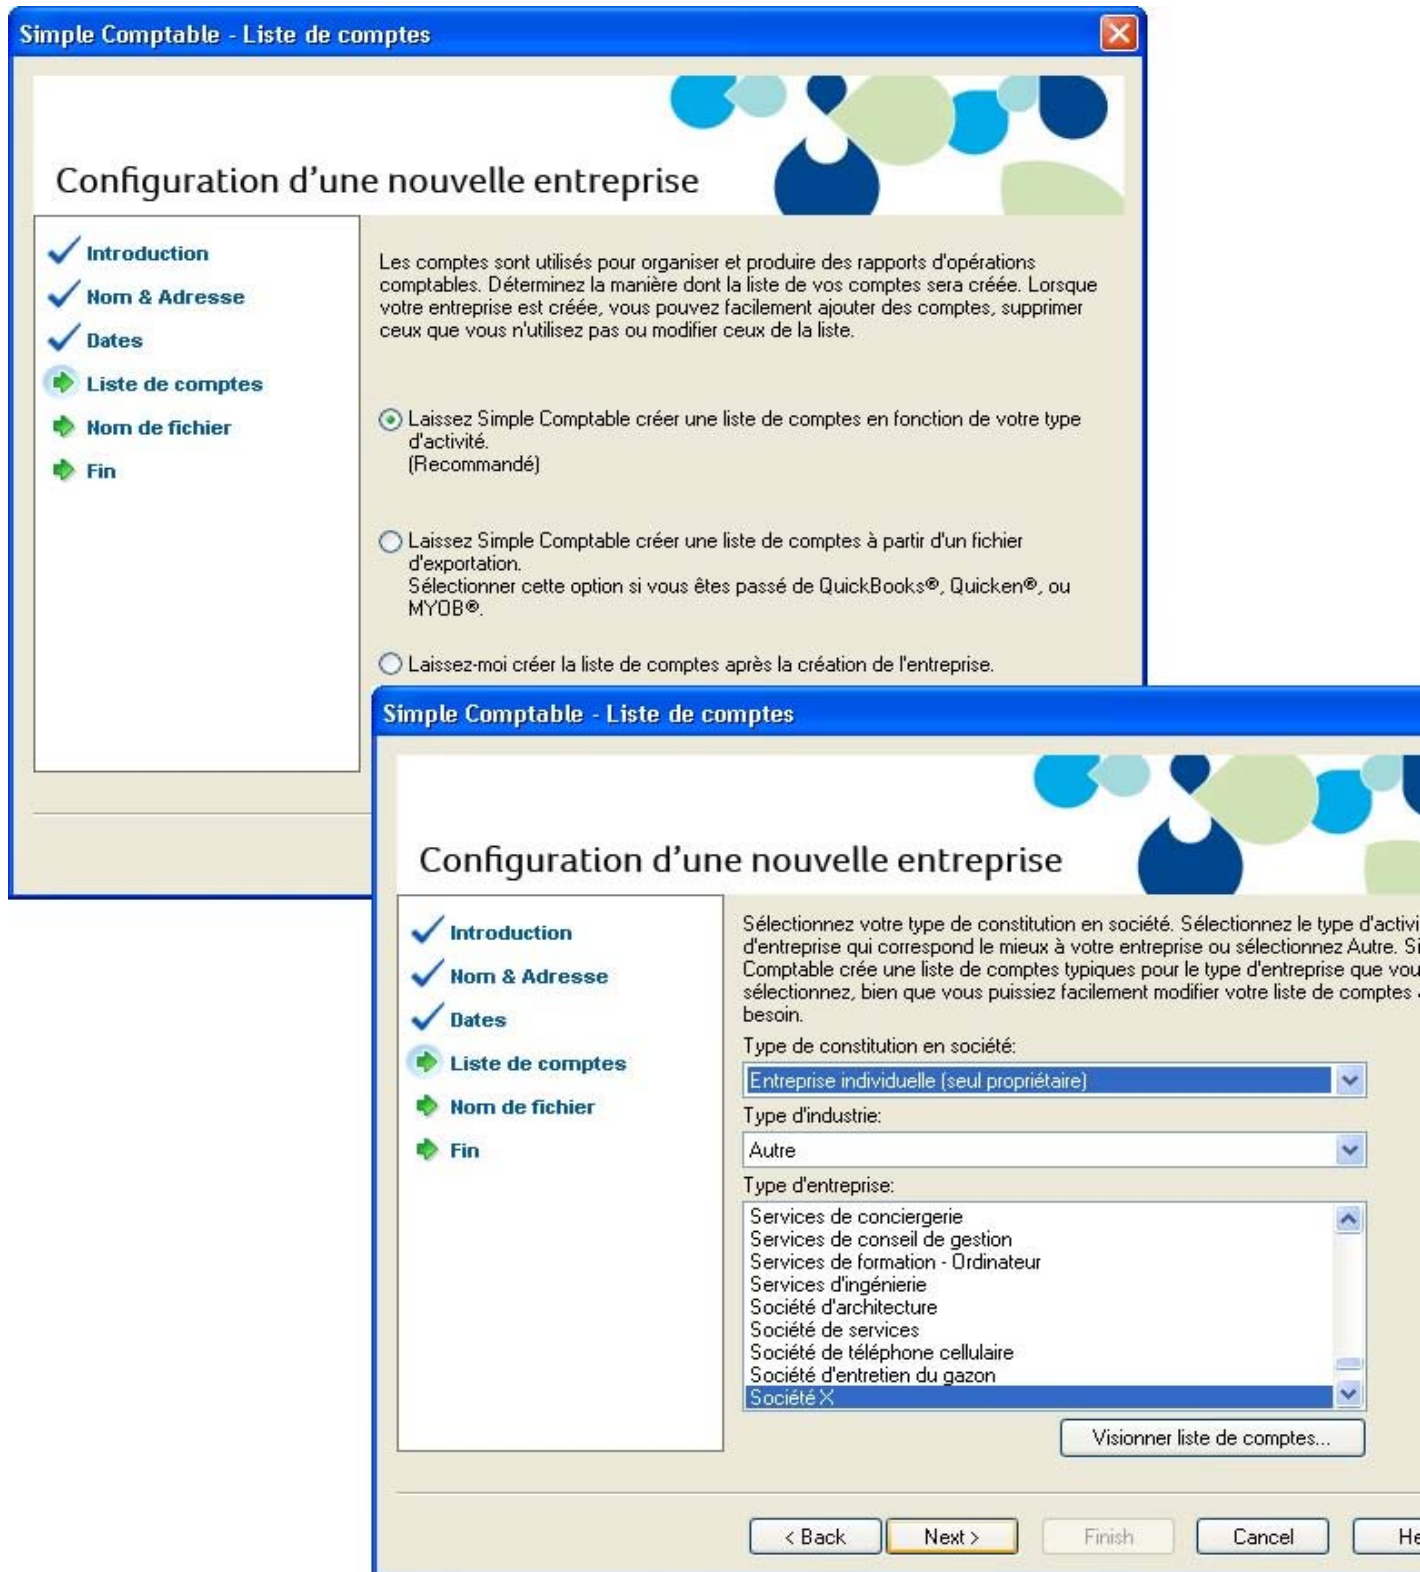 Simple Comptable - Liste de comptes
Configuration d'une nouvelle entreprise
Introduction
Nom & Adresse
Dates
Liste de comptes
Nom de fichier
Fin
Les comptes sont utilisés pour organiser et produire des rapports d'opérations
comptables. Déterminez la manière dont la liste de vos comptes sera créée. Lorsque
votre entreprise est créée, vous pouvez facilement ajouter des comptes, supprimer
ceux que vous n'utilisez pas ou modifier ceux de la liste.
Laissez Simple Comptable créer une liste de comptes en fonction de votre type
d'activité.
(Recommandé)
Laissez Simple Comptable créer une liste de comptes à partir d'un fichier
d'exportation.
Sélectionner cette option si vous êtes passé de QuickBooks®, Quicken®, ou
MYOB®.
Laissez-moi créer la liste de comptes après la création de l'entreprise.
Simple Comptable - Liste de comptes
Configuration d'une nouvelle entreprise
Introduction
Nom & Adresse
Dates
Liste de comptes
Nom de fichier
Fin
Sélectionnez votre type de constitution en société. Sélectionnez le type d'activi
d'entreprise qui correspond le mieux à votre entreprise ou sélectionnez Autre. Si
Comptable crée une liste de comptes typiques pour le type d'entreprise que vou
sélectionnez, bien que vous puissiez facilement modifier votre liste de comptes
besoin.
Type de constitution en société:
Entreprise individuelle (seul propriétaire)
Type d'industrie:
Autre
Type d'entreprise:
Services de conciergerie
Services de conseil de gestion
Services de formation - Ordinateur
Services d'ingénierie
Société d'architecture
Société de services
Société de téléphone cellulaire
Société d'entretien du gazon
Société X
Visionner liste de comptes...
< Back Next > Finish Cancel He